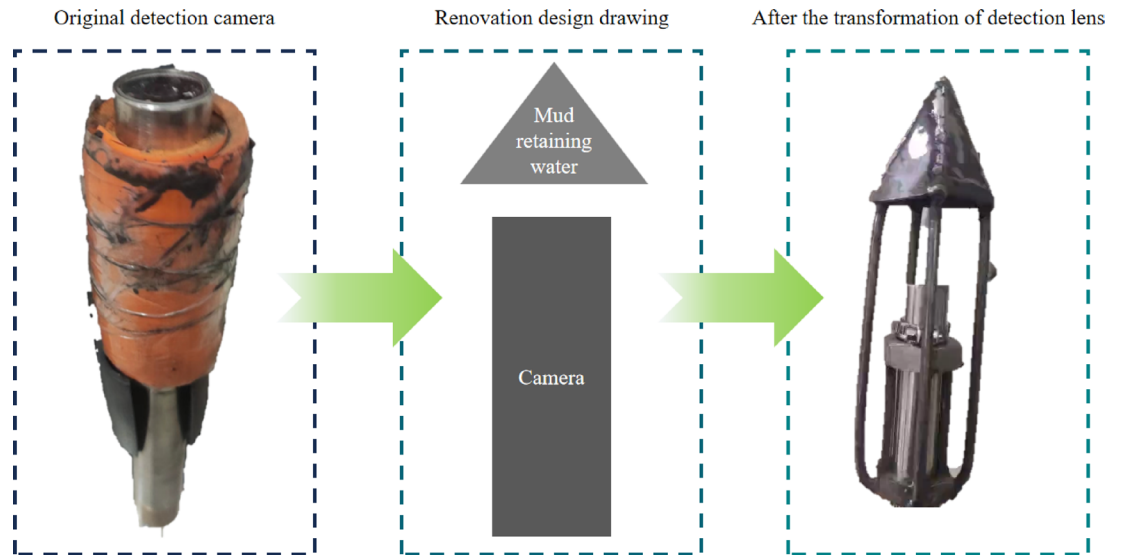 Original detection camera
Renovation design drawing
After the transformation of detection lens
Mud
retaining
water
Camera